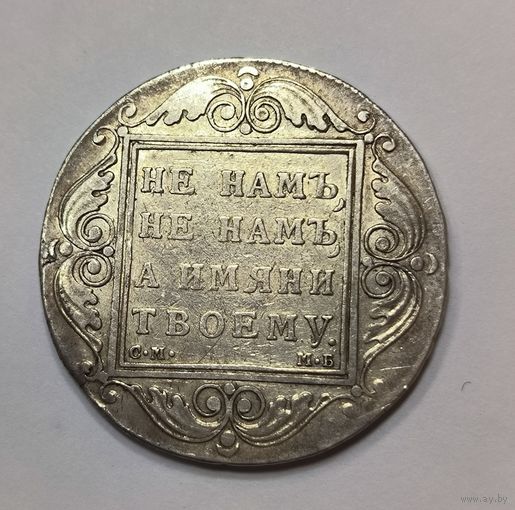 НЕ НАМЪ,
НЕ НАМЪ,
А ИМЯНИ
ТВОЕМУ.
С·М· М·Б
www.ay.by